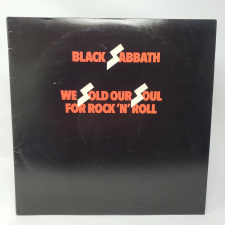 BLACK SABBATH
WE SOLD OUR SOUL
FOR ROCK 'N' ROLL